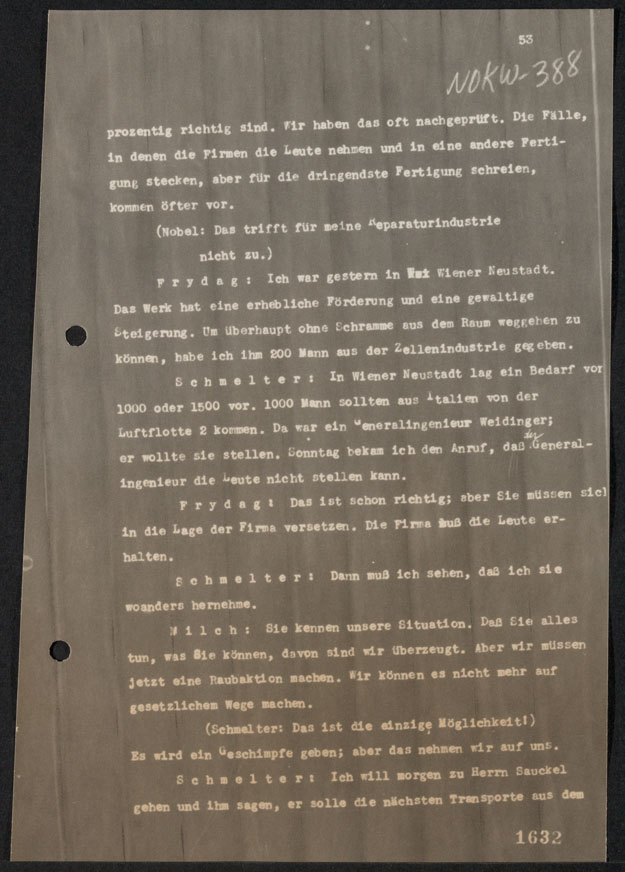 53
NOKW-388
prozentig richtig sind. Wir haben das oft nachgeprüft. Die Fälle,
in denen die Firmen die Leute nehmen und in eine andere Ferti-
gung stecken, aber für die dringendste Fertigung schreien,
kommen öfter vor.
(Nobel: Das trifft für meine Reparaturindustrie
nicht zu.)
F r y d a g : Ich war gestern in Wiener Neustadt.
Das Werk hat eine erhebliche Förderung und eine gewaltige
Steigerung. Um überhaupt ohne Schramme aus dem Raum weggehen zu
können, habe ich ihm 200 Mann aus der Zellenindustrie gegeben.
S c h m e l t e r : In Wiener Neustadt lag ein Bedarf vor
1000 oder 1500 vor. 1000 Mann sollten aus Italien von der
Luftflotte 2 kommen. Da war ein Generalingenieur Weidinger;
er wollte sie stellen. Sonntag bekam ich den Anruf, daß der General-
ingenieur die Leute nicht stellen kann.
F r y d a g : Das ist schon richtig; aber Sie müssen sich
in die Lage der Firma versetzen. Die Firma muß die Leute er-
halten.
S c h m e l t e r : Dann muß ich sehen, daß ich sie
woanders hernehme.
M i l c h : Sie kennen unsere Situation. Daß Sie alles
tun, was Sie können, davon sind wir überzeugt. Aber wir müssen
jetzt eine Raubaktion machen. Wir können es nicht mehr auf
gesetzlichem Wege machen.
(Schmelter: Das ist die einzige Möglichkeit!)
Es wird ein Geschimpfe geben; aber das nehmen wir auf uns.
S c h m e l t e r : Ich will morgen zu Herrn Sauckel
gehen und ihm sagen, er solle die nächsten Transporte aus dem
1632